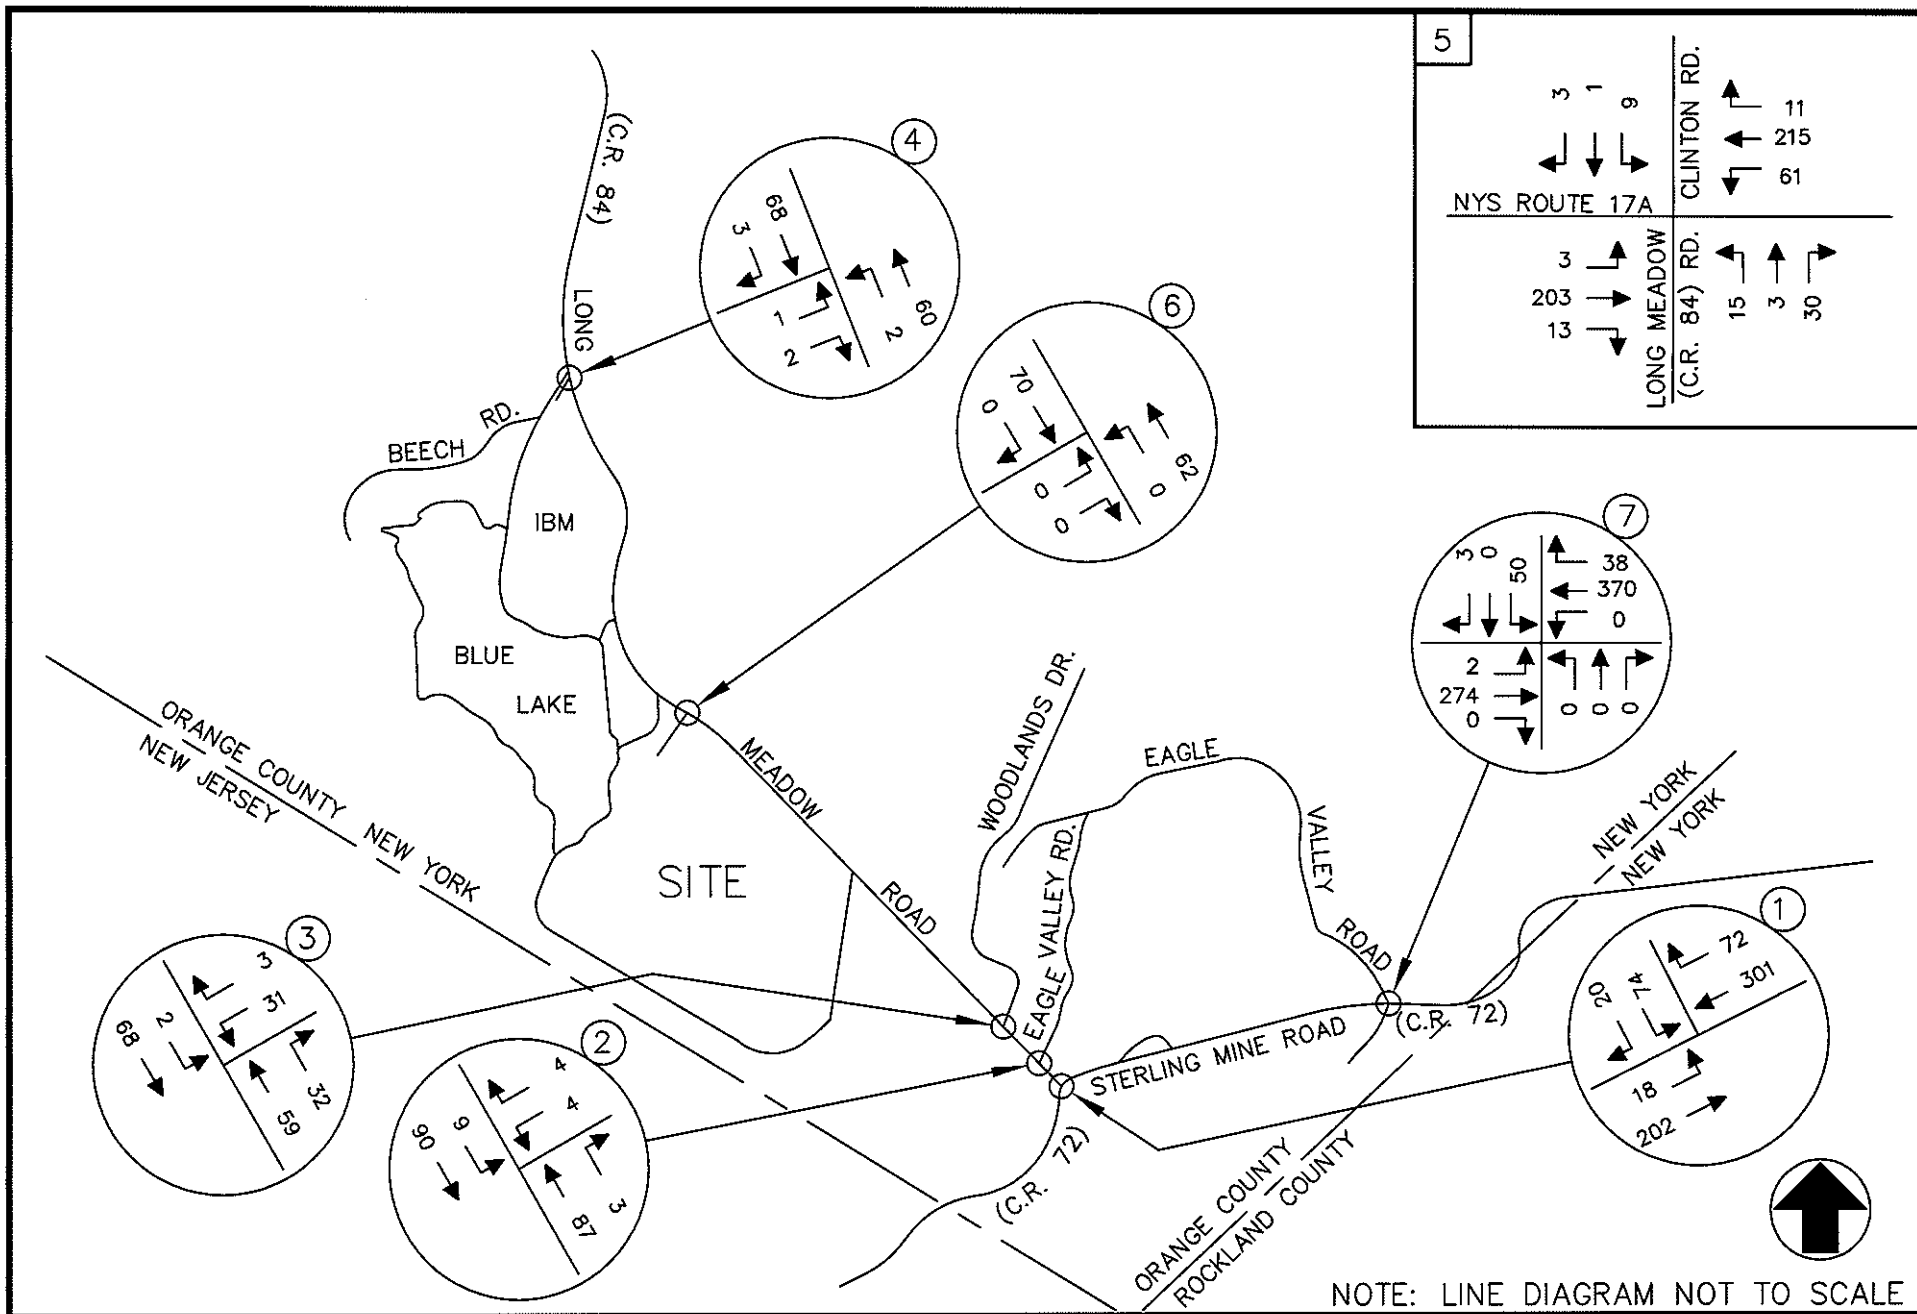 5
3
1
9
CLINTON RD.
11
215
61
NYS ROUTE 17A
3
203
13
LONG MEADOW
(C.R. 84) RD.
15
3
30
(C.R. 84)
LONG
4
3
68
1
2
2
60
6
0
70
0
0
0
62
BEECH RD.
IBM
BLUE
LAKE
7
3
0
50
38
370
0
2
274
0
0
0
0
ORANGE COUNTY NEW YORK
NEW JERSEY
MEADOW
ROAD
SITE
WOODLANDS DR.
EAGLE VALLEY RD.
EAGLE
VALLEY
ROAD
NEW YORK
NEW YORK
STERLING MINE ROAD
(C.R. 72)
(C.R. 72)
1
20
74
72
301
18
202
3
68
2
3
31
59
32
2
90
9
4
4
87
3
ORANGE COUNTY
ROCKLAND COUNTY
NOTE: LINE DIAGRAM NOT TO SCALE